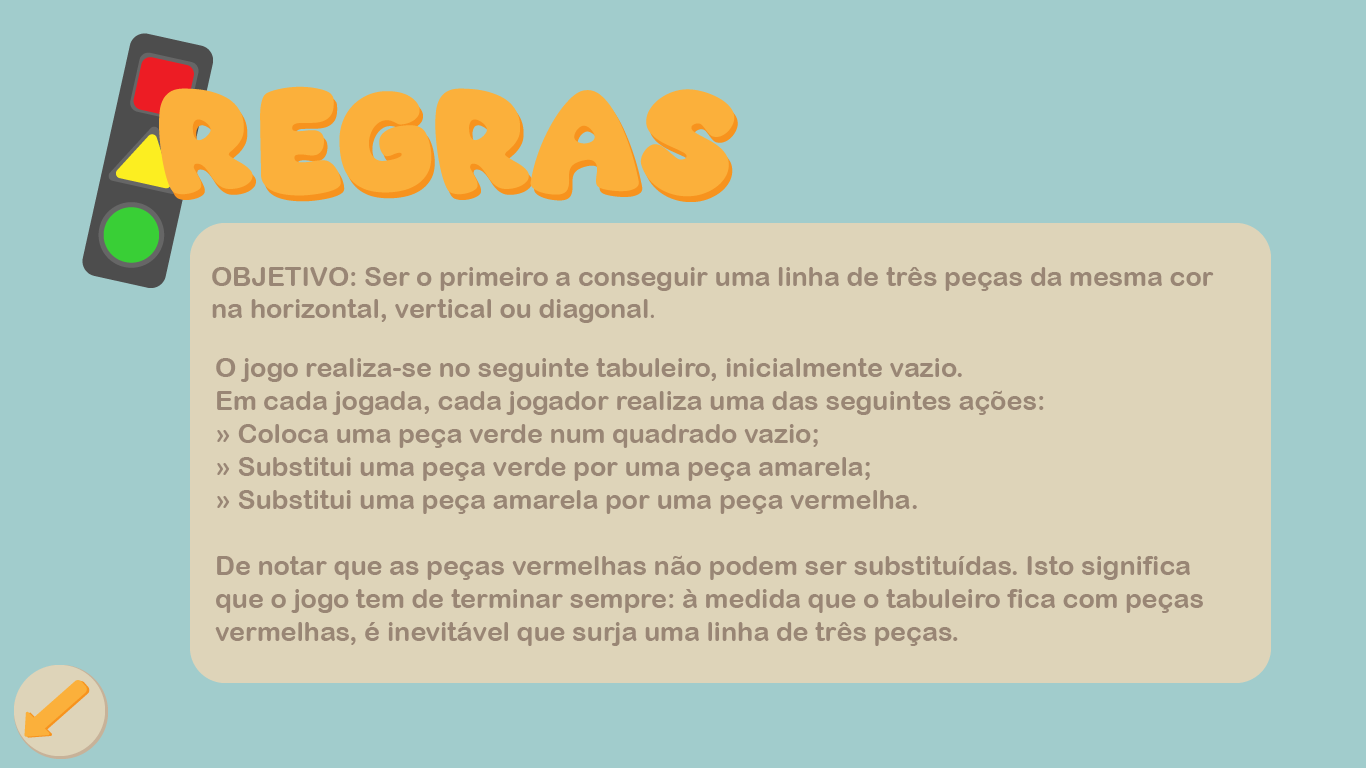 REGRAS
OBJETIVO: Ser o primeiro a conseguir uma linha de três peças da mesma cor
na horizontal, vertical ou diagonal.
O jogo realiza-se no seguinte tabuleiro, inicialmente vazio.
Em cada jogada, cada jogador realiza uma das seguintes ações:
» Coloca uma peça verde num quadrado vazio;
» Substitui uma peça verde por uma peça amarela;
» Substitui uma peça amarela por uma peça vermelha.
De notar que as peças vermelhas não podem ser substituídas. Isto significa
que o jogo tem de terminar sempre: à medida que o tabuleiro fica com peças
vermelhas, é inevitável que surja uma linha de três peças.